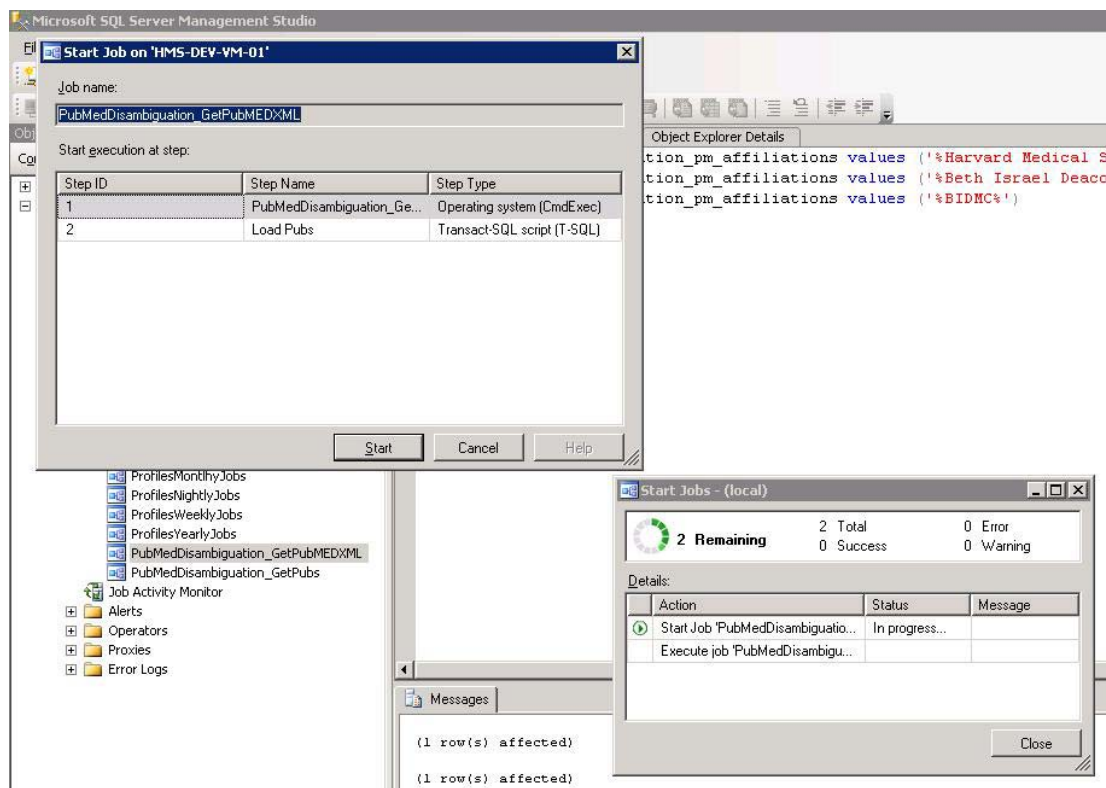 Microsoft SQL Server Management Studio
Start Job on 'HMS-DEV-VM-01'
Job name:
PubMedDisambiguation_GetPubMEDXML
Start execution at step:
Step ID Step Name Step Type
1 PubMedDisambiguation_Ge... Operating system (CmdExec)
2 Load Pubs Transact-SQL script (T-SQL)
Start Cancel Help
Object Explorer Details
tion_pm_affiliations values ('%Harvard Medical S
tion_pm_affiliations values ('%Beth Israel Deaco
tion_pm_affiliations values ('%BIDMC%')
ProfilesMontlhyJobs
ProfilesNightlyJobs
ProfilesWeeklyJobs
ProfilesYearlyJobs
PubMedDisambiguation_GetPubMEDXML
PubMedDisambiguation_GetPubs
Job Activity Monitor
Alerts
Operators
Proxies
Error Logs
Messages
(1 row(s) affected)
(1 row(s) affected)
Start Jobs - (local)
2 Remaining
2 Total 0 Error
0 Success 0 Warning
Details:
Action Status Message
Start Job 'PubMedDisambiguatio... In progress...
Execute job 'PubMedDisambigu...
Close